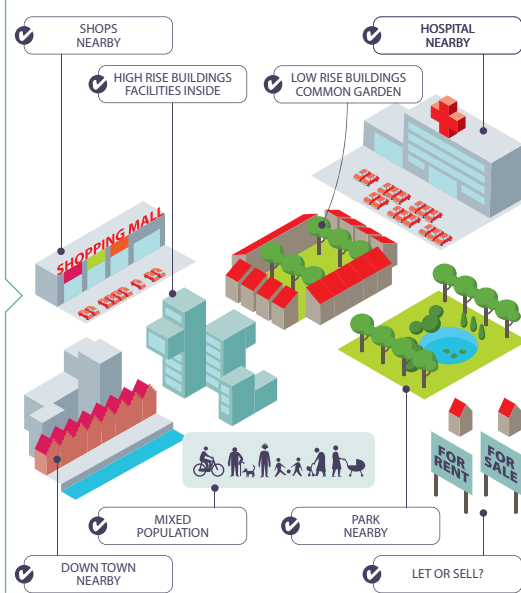 SHOPS
NEARBY
HOSPITAL
NEARBY
HIGH RISE BUILDINGS
FACILITIES INSIDE
LOW RISE BUILDINGS
COMMON GARDEN
SHOPPING MALL
FOR
RENT
FOR
SALE
MIXED
POPULATION
PARK
NEARBY
DOWN TOWN
NEARBY
LET OR SELL?